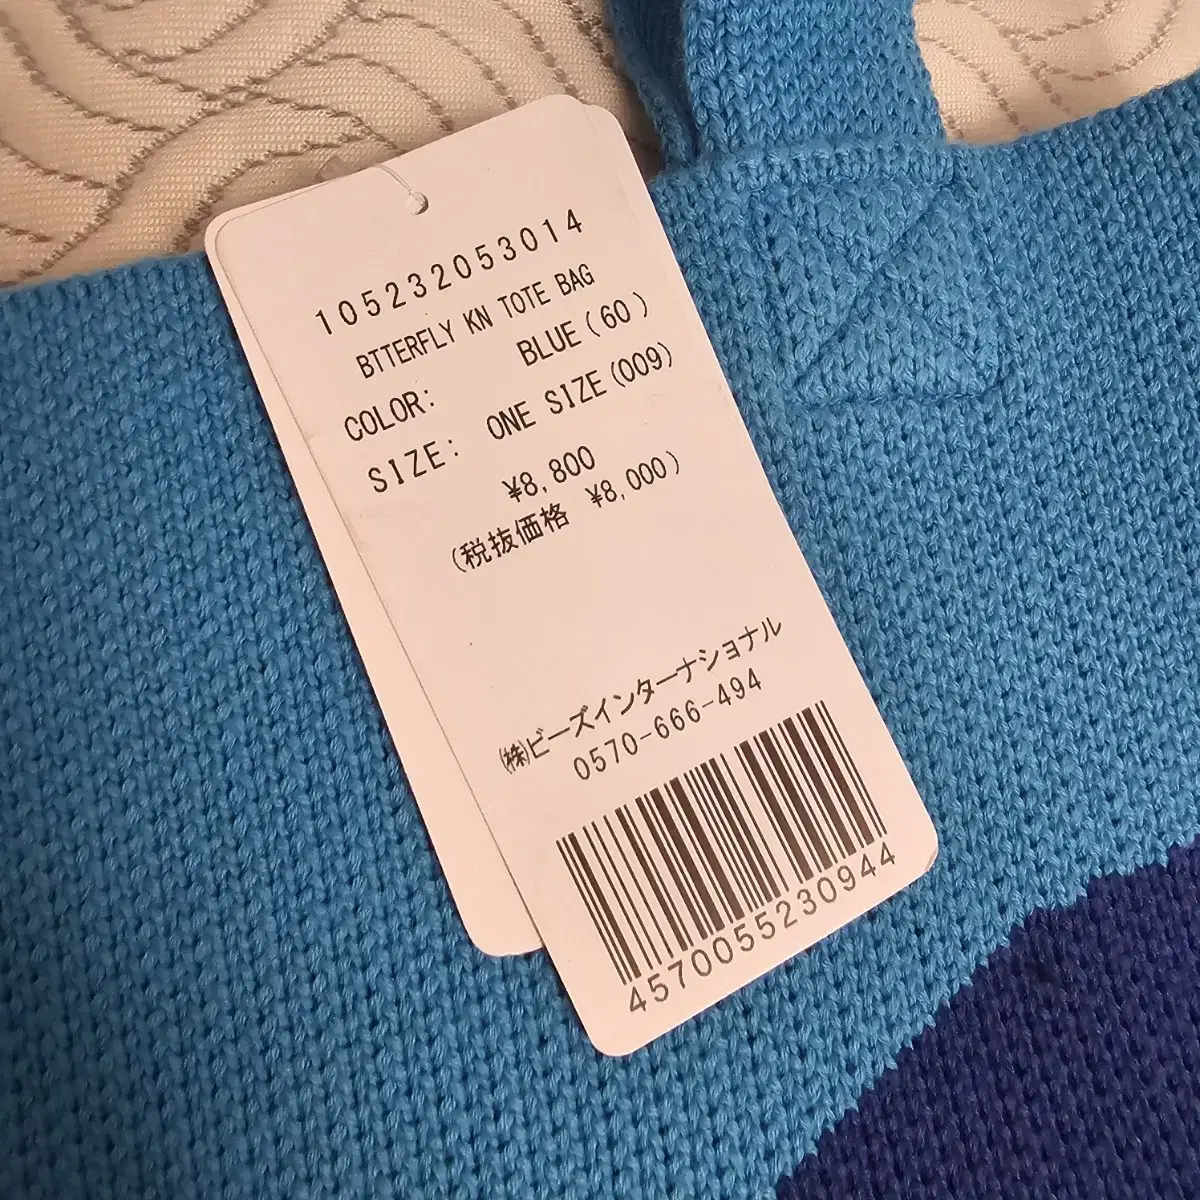 105232053014
BTTERFLY KN TOTE BAG
COLOR: BLUE(60)
SIZE: ONE SIZE(009)
¥8,800
(税抜価格 ¥8,000)
㈱ビーズインターナショナル
0570-666-494
4570055230944